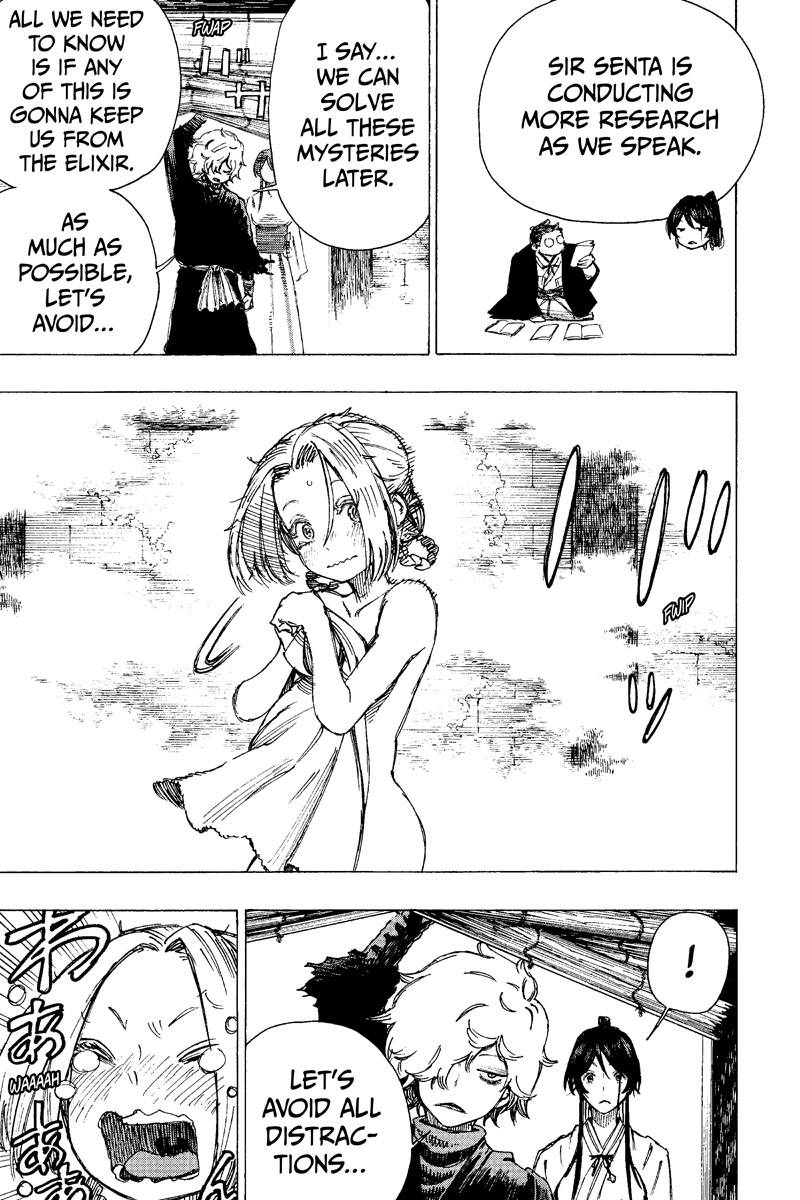 SIR SENTA IS
CONDUCTING
MORE RESEARCH
AS WE SPEAK.
I SAY...
WE CAN
SOLVE
ALL THESE
MYSTERIES
LATER.
FWAP
ALL WE NEED
TO KNOW
IS IF ANY
OF THIS IS
GONNA KEEP
US FROM
THE ELIXIR.
AS
MUCH AS
POSSIBLE,
LET'S
AVOID...
FWIP
!
LET'S
AVOID ALL
DISTRAC-
TIONS...
わあ
WAAAAH